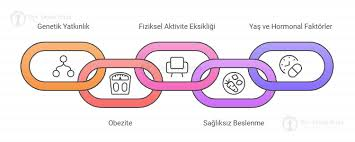 Genetik Yatkınlık
Fiziksel Aktivite Eksikliği
Yaş ve Hormonal Faktörler
Obezite
Sağlıksız Beslenme